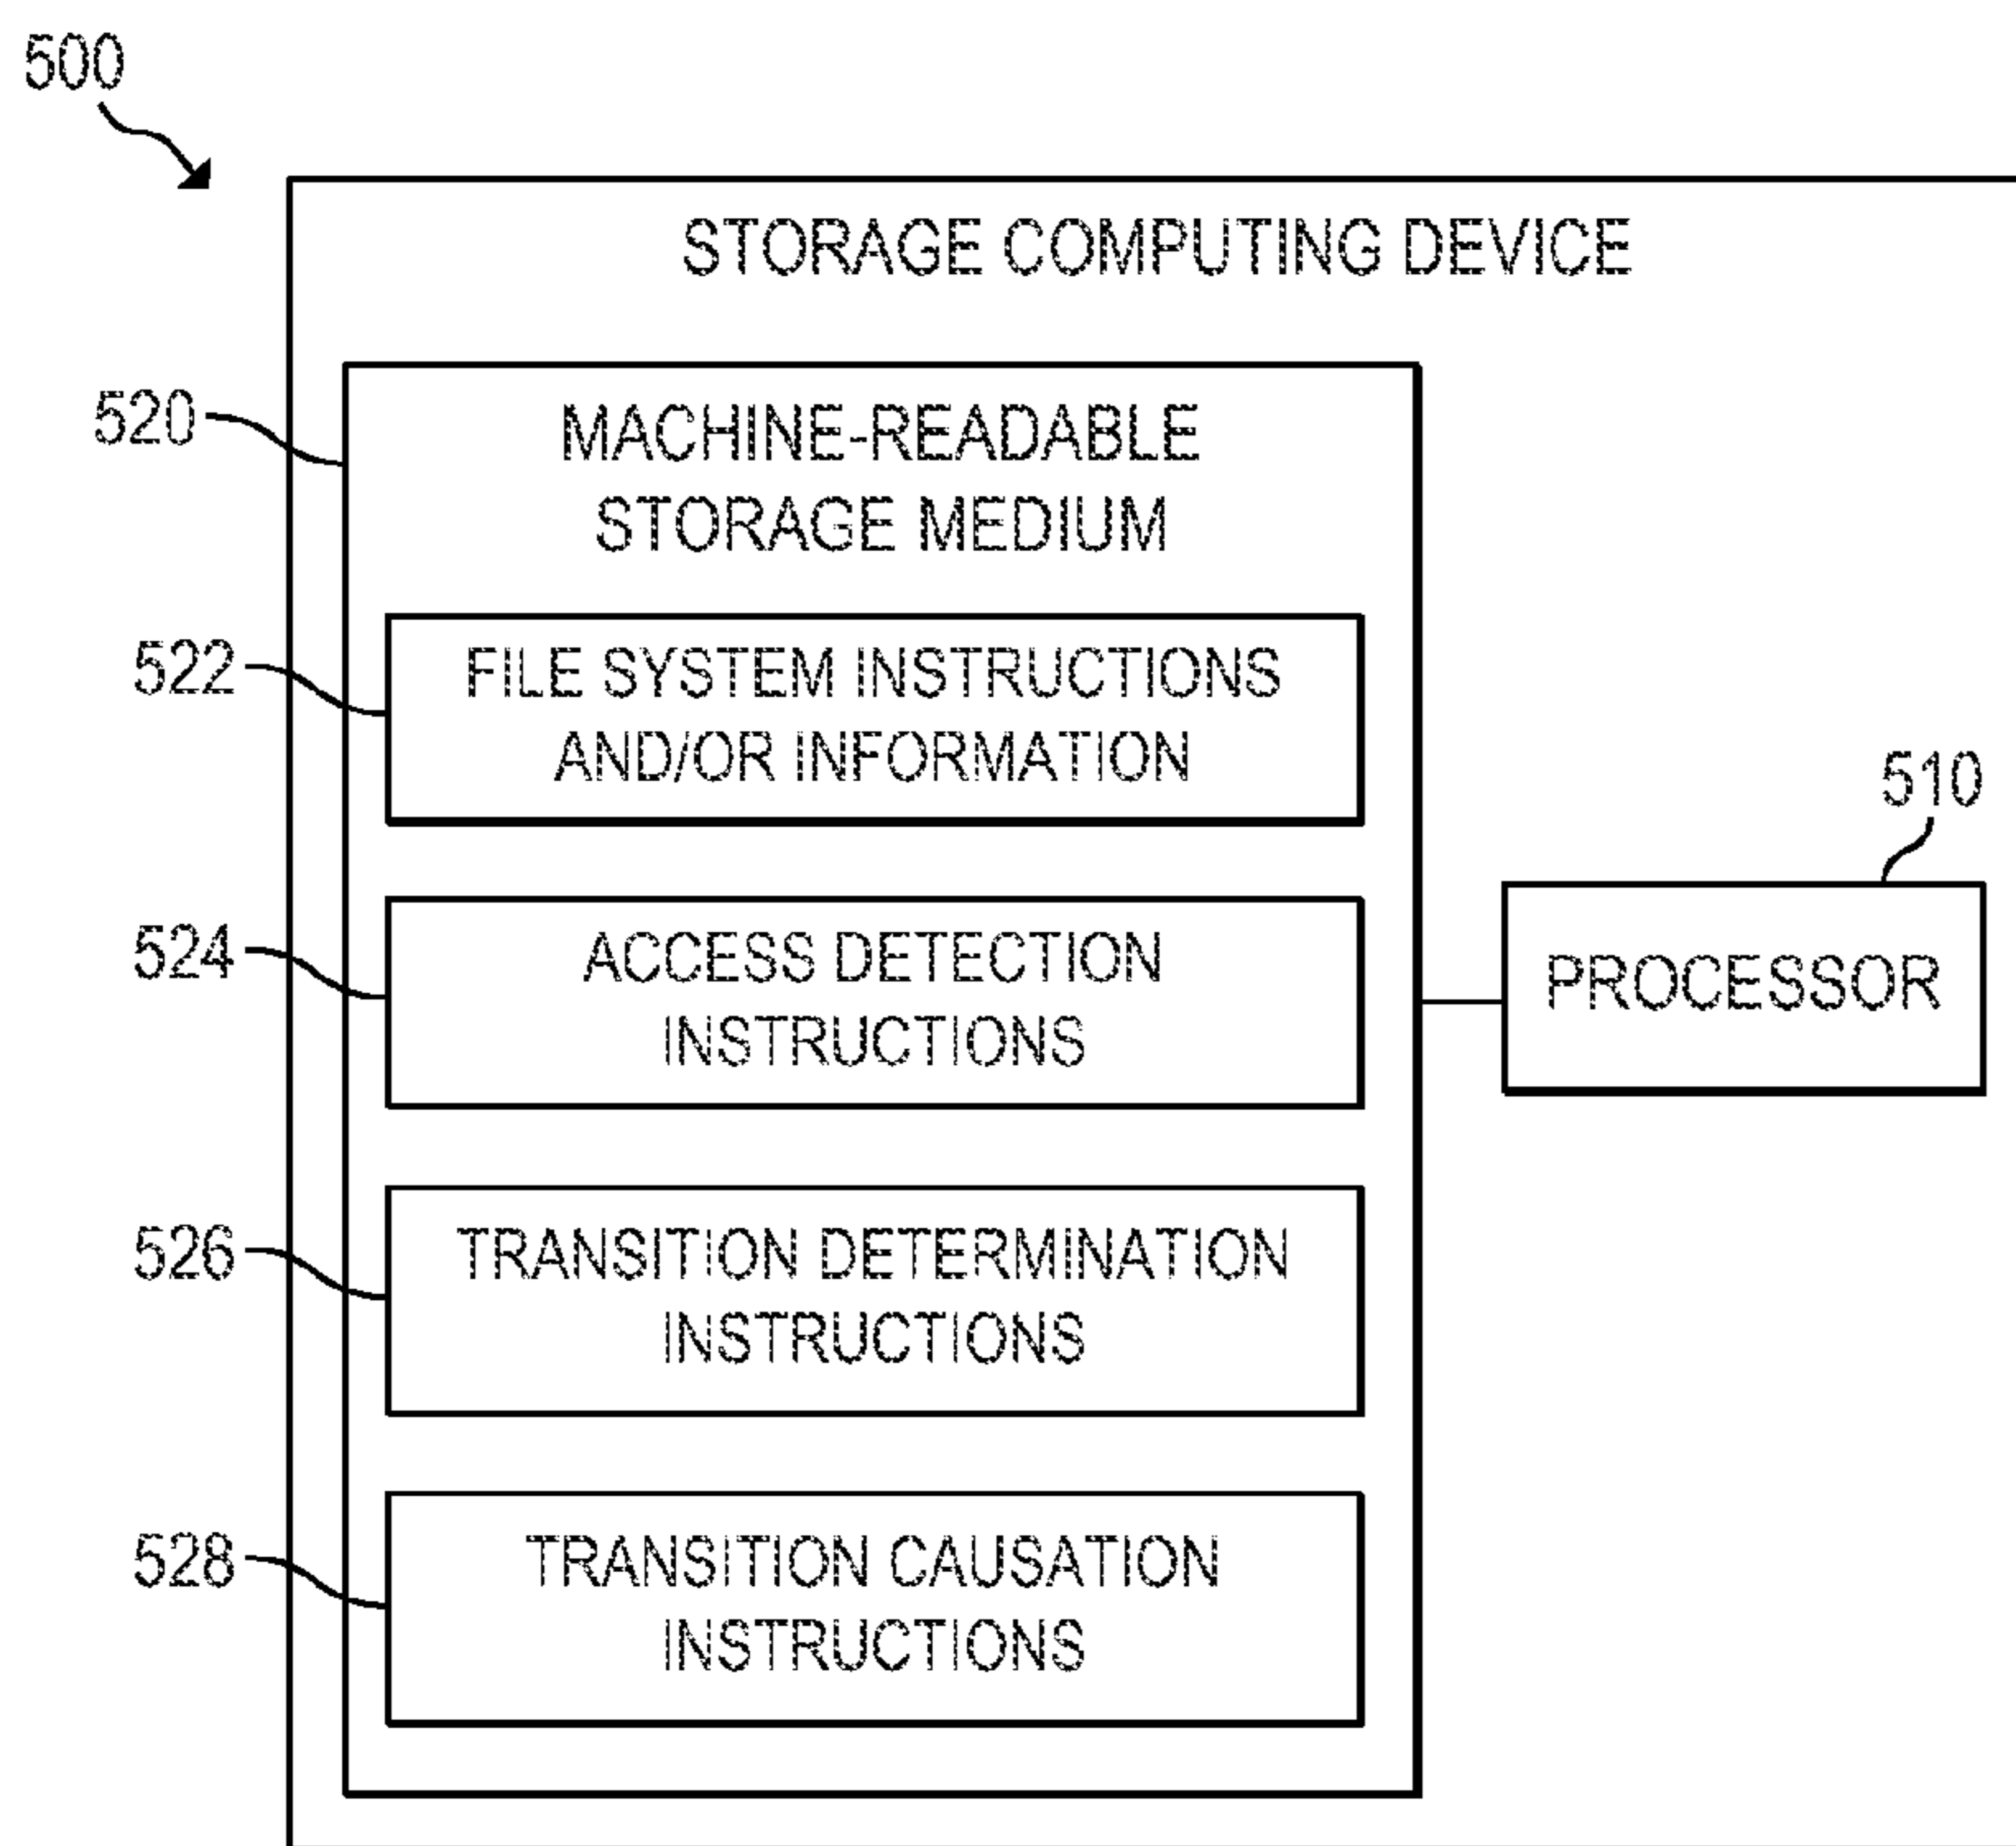 500
STORAGE COMPUTING DEVICE
520
MACHINE-READABLE
STORAGE MEDIUM
522
FILE SYSTEM INSTRUCTIONS
AND/OR INFORMATION
510
524
ACCESS DETECTION
INSTRUCTIONS
PROCESSOR
526
TRANSITION DETERMINATION
INSTRUCTIONS
528
TRANSITION CAUSATION
INSTRUCTIONS